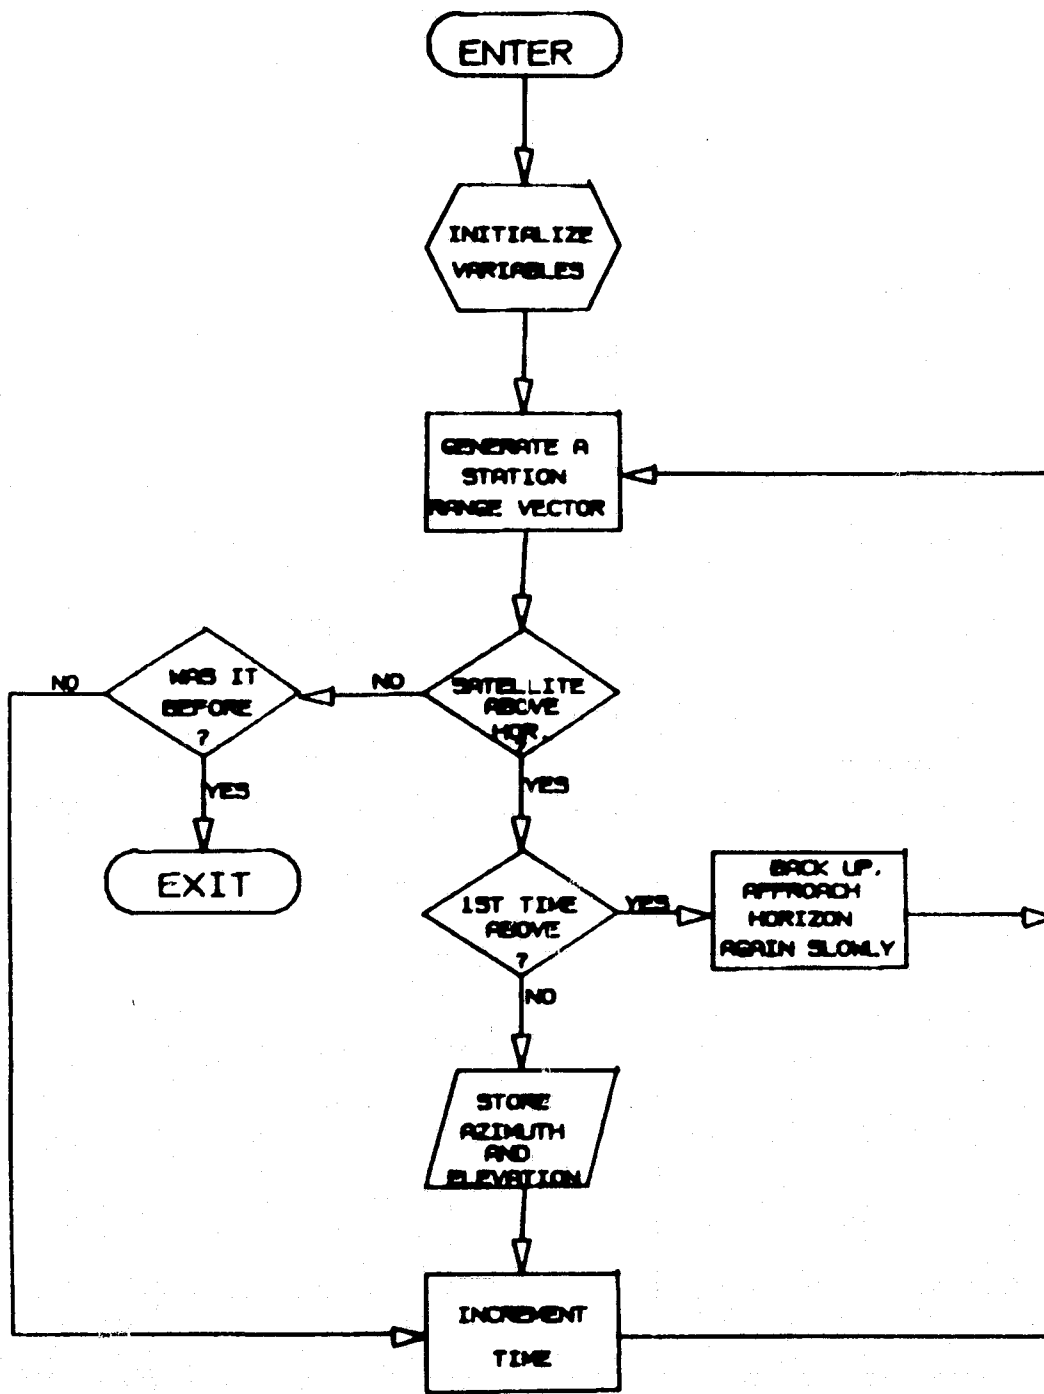 ENTER
INITIALIZE
VARIABLES
GENERATE A
STATION
RANGE VECTOR
SATELLITE
ABOVE
HOR.
?
NO
WAS IT
BEFORE
?
NO
YES
EXIT
YES
1ST TIME
ABOVE
?
YES
BACK UP.
APPROACH
HORIZON
AGAIN SLOWLY
NO
STORE
AZIMUTH
AND
ELEVATION
INCREMENT
TIME